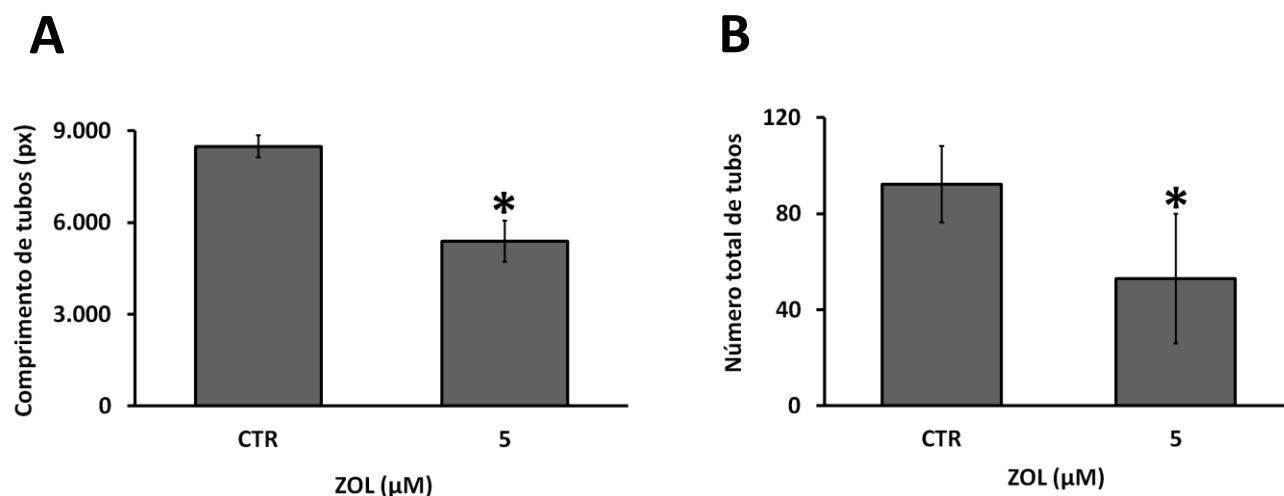 A
Comprimento de tubos (px)
9.000
6.000
3.000
0
*
CTR
5
ZOL (µM)
B
Número total de tubos
120
80
40
0
*
CTR
5
ZOL (µM)